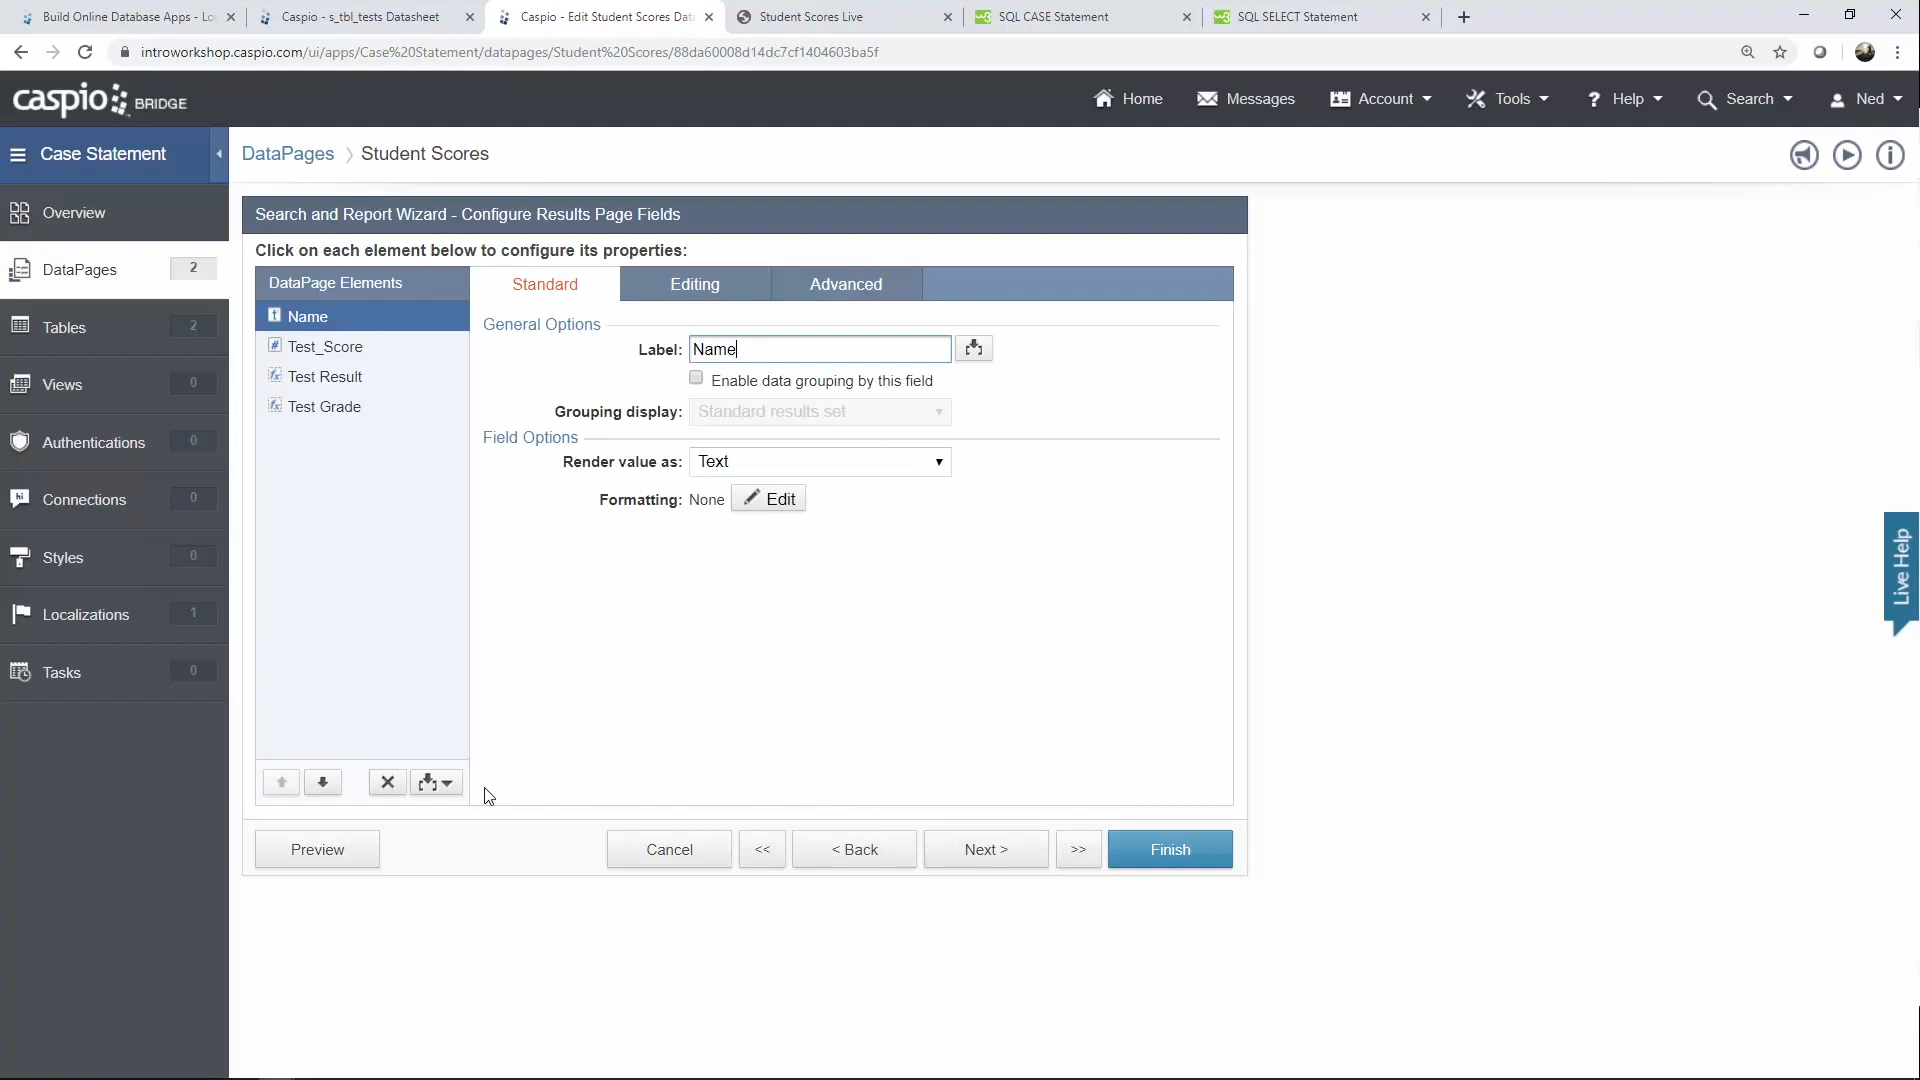 Build Online Database Apps - Lo
Caspio - s_tbl_tests Datasheet
Caspio - Edit Student Scores Dat
Student Scores Live
SQL CASE Statement
SQL SELECT Statement
introworkshop.caspio.com/ui/apps/Case%20Statement/datapages/Student%20Scores/88da60008d14dc7cf1404603ba5f
caspio BRIDGE
Home
Messages
Account
Tools
? Help
Search
Ned
Case Statement
DataPages
Student Scores
Overview
DataPages 2
Tables 2
Views 0
Authentications 0
Connections 0
Styles 0
Localizations 1
Tasks 0
Search and Report Wizard - Configure Results Page Fields
Click on each element below to configure its properties:
DataPage Elements
Name
Test_Score
Test Result
Test Grade
Standard
Editing
Advanced
General Options
Label: Name
Enable data grouping by this field
Grouping display: Standard results set
Field Options
Render value as: Text
Formatting: None Edit
Preview
Cancel
<<
< Back
Next >
>>
Finish
Live Help